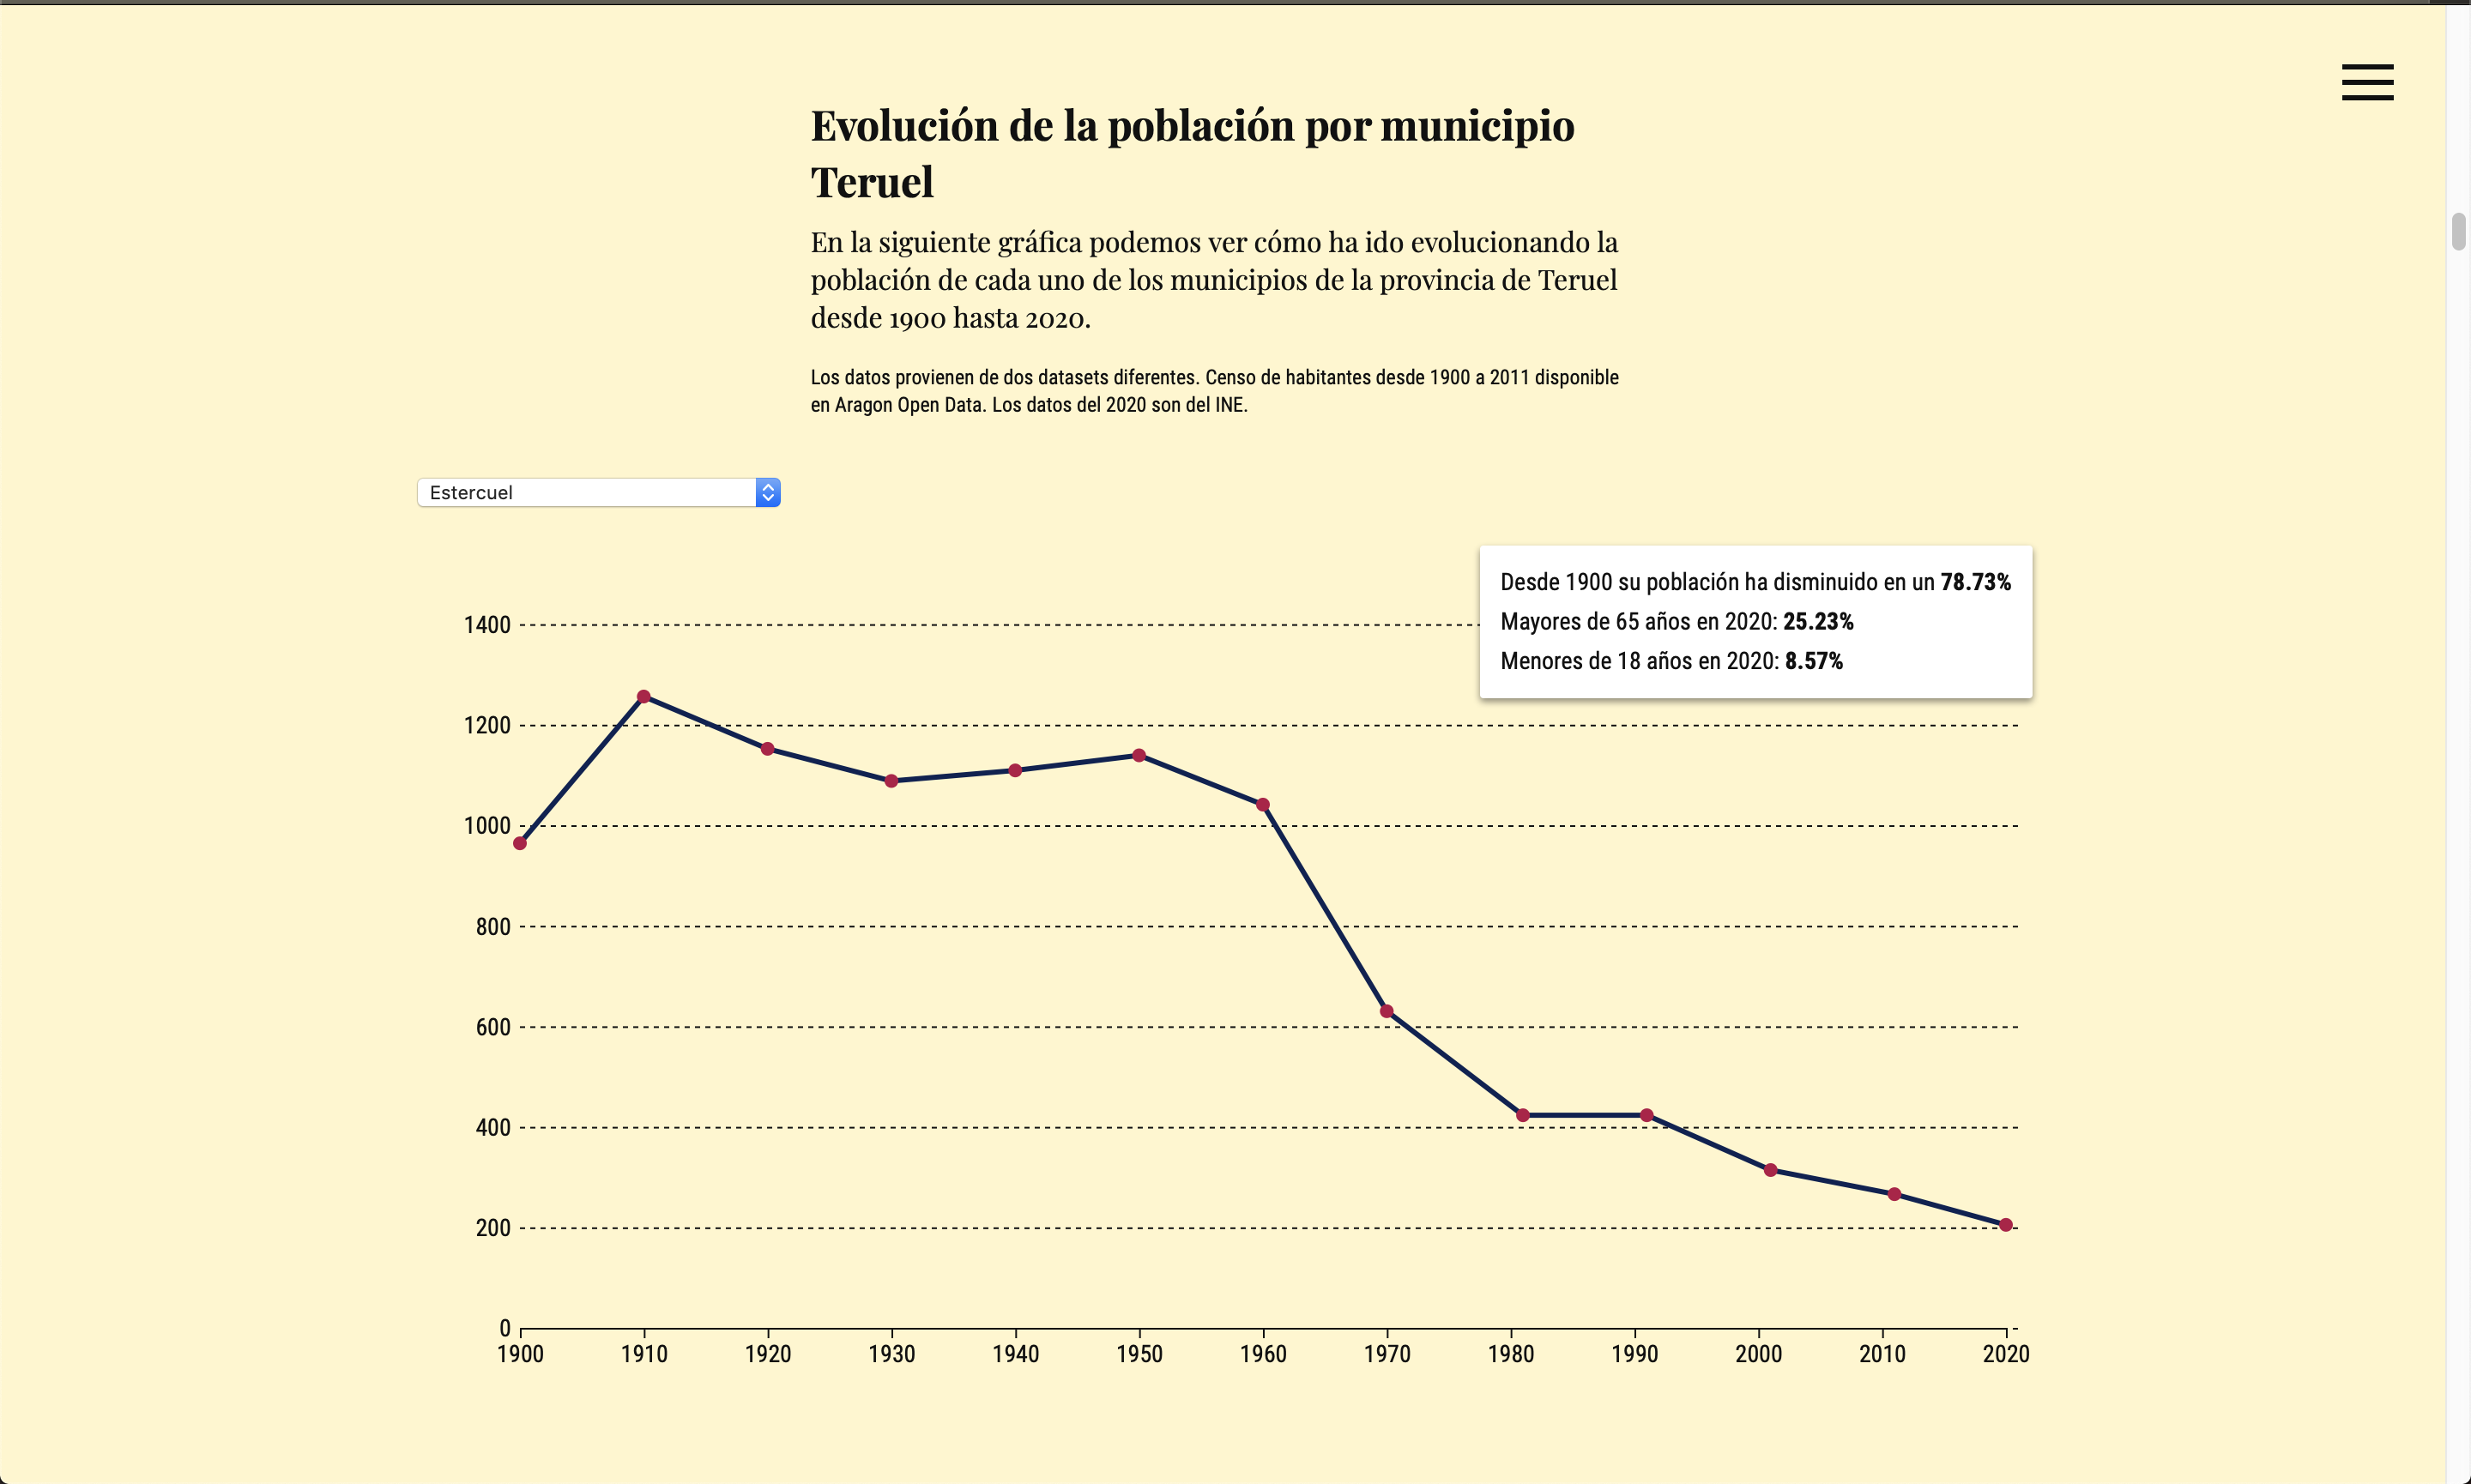 Evolución de la población por municipio
Teruel
En la siguiente gráfica podemos ver cómo ha ido evolucionando la
población de cada uno de los municipios de la provincia de Teruel
desde 1900 hasta 2020.
Los datos provienen de dos datasets diferentes. Censo de habitantes desde 1900 a 2011 disponible
en Aragon Open Data. Los datos del 2020 son del INE.
Estercuel
Desde 1900 su población ha disminuido en un 78.73%
Mayores de 65 años en 2020: 25.23%
Menores de 18 años en 2020: 8.57%
1400
1200
1000
800
600
400
200
0
1900 1910 1920 1930 1940 1950 1960 1970 1980 1990 2000 2010 2020